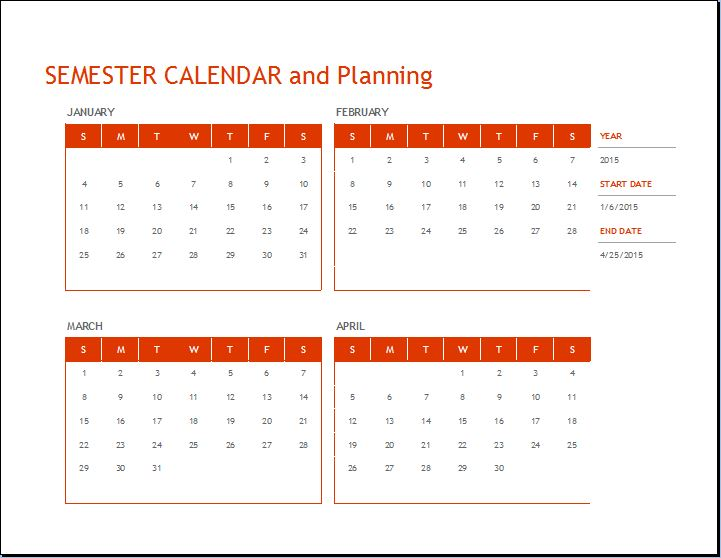 SEMESTER CALENDAR and Planning
JANUARY
S M T W T F S
1 2 3
4 5 6 7 8 9 10
11 12 13 14 15 16 17
18 19 20 21 22 23 24
25 26 27 28 29 30 31
FEBRUARY
S M T W T F S
1 2 3 4 5 6 7
8 9 10 11 12 13 14
15 16 17 18 19 20 21
22 23 24 25 26 27 28
YEAR
2015
START DATE
1/6/2015
END DATE
4/25/2015
MARCH
S M T W T F S
1 2 3 4 5 6 7
8 9 10 11 12 13 14
15 16 17 18 19 20 21
22 23 24 25 26 27 28
29 30 31
APRIL
S M T W T F S
1 2 3 4
5 6 7 8 9 10 11
12 13 14 15 16 17 18
19 20 21 22 23 24 25
26 27 28 29 30